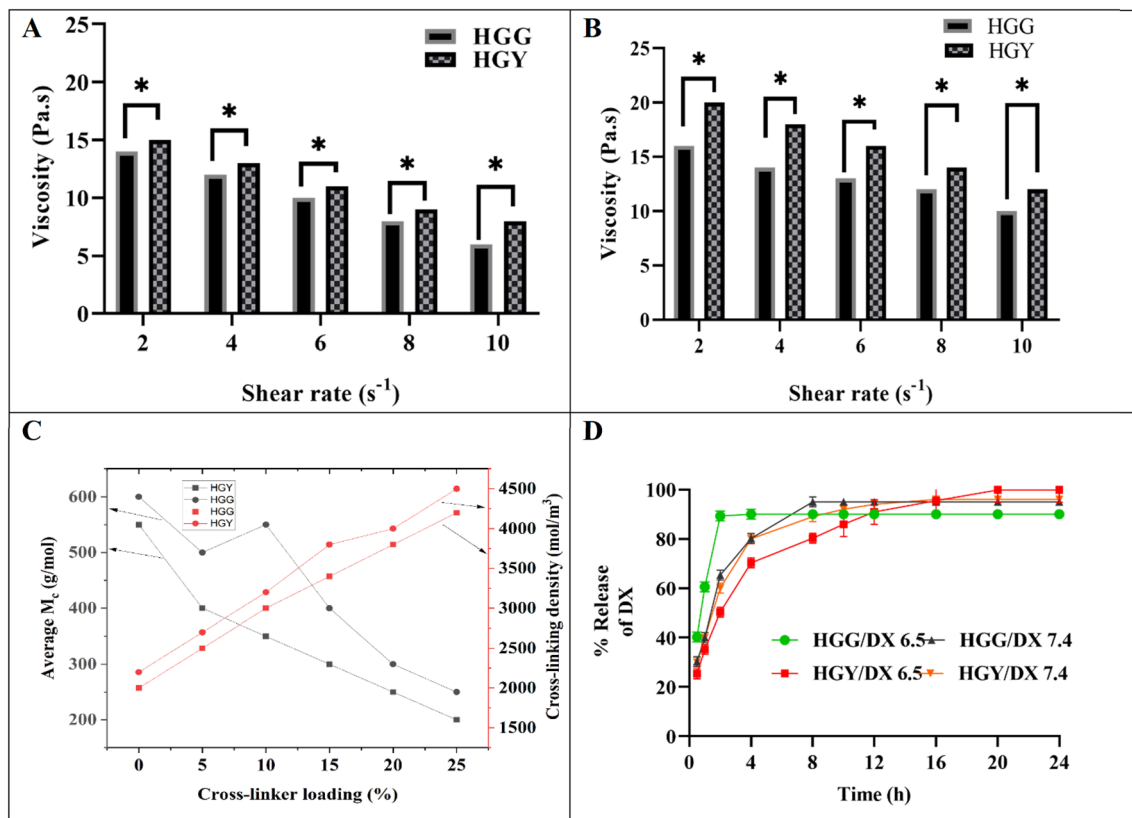 A
HGG
HGY
25
20
15
10
5
0
Viscosity (Pa.s)
* * * * *
2 4 6 8 10
Shear rate (s⁻¹)
B
HGG
HGY
25
20
15
10
5
0
Viscosity (Pa.s)
* * * * *
2 4 6 8 10
Shear rate (s⁻¹)
C
HGY
HGG
HGG
HGY
600
500
400
300
200
Average Mc (g/mol)
4500
4000
3500
3000
2500
2000
1500
Cross-linking density (mol/m³)
0 5 10 15 20 25
Cross-linker loading (%)
D
100
80
60
40
20
0
% Release
of DX
HGG/DX 6.5 HGG/DX 7.4
HGY/DX 6.5 HGY/DX 7.4
0 4 8 12 16 20 24
Time (h)